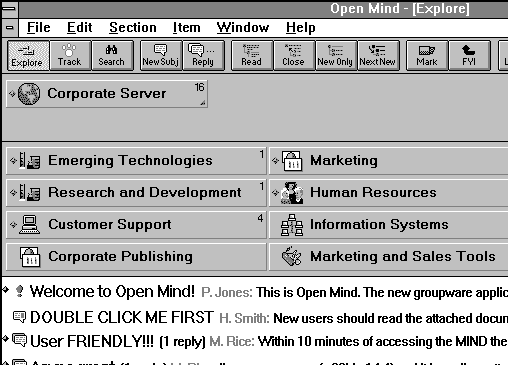 Open Mind - [Explore]
File Edit Section Item Window Help
Explore Track Search New Subj Reply Read Close New Only Next New Mark FYI
Corporate Server 16
Emerging Technologies 1 Marketing
Research and Development 1 Human Resources
Customer Support 4 Information Systems
Corporate Publishing Marketing and Sales Tools
Welcome to Open Mind! P. Jones: This is Open Mind. The new groupware applic
DOUBLE CLICK ME FIRST H. Smith: New users should read the attached docum
User FRIENDLY!!! (1 reply) M. Rice: Within 10 minutes of accessing the MIND the